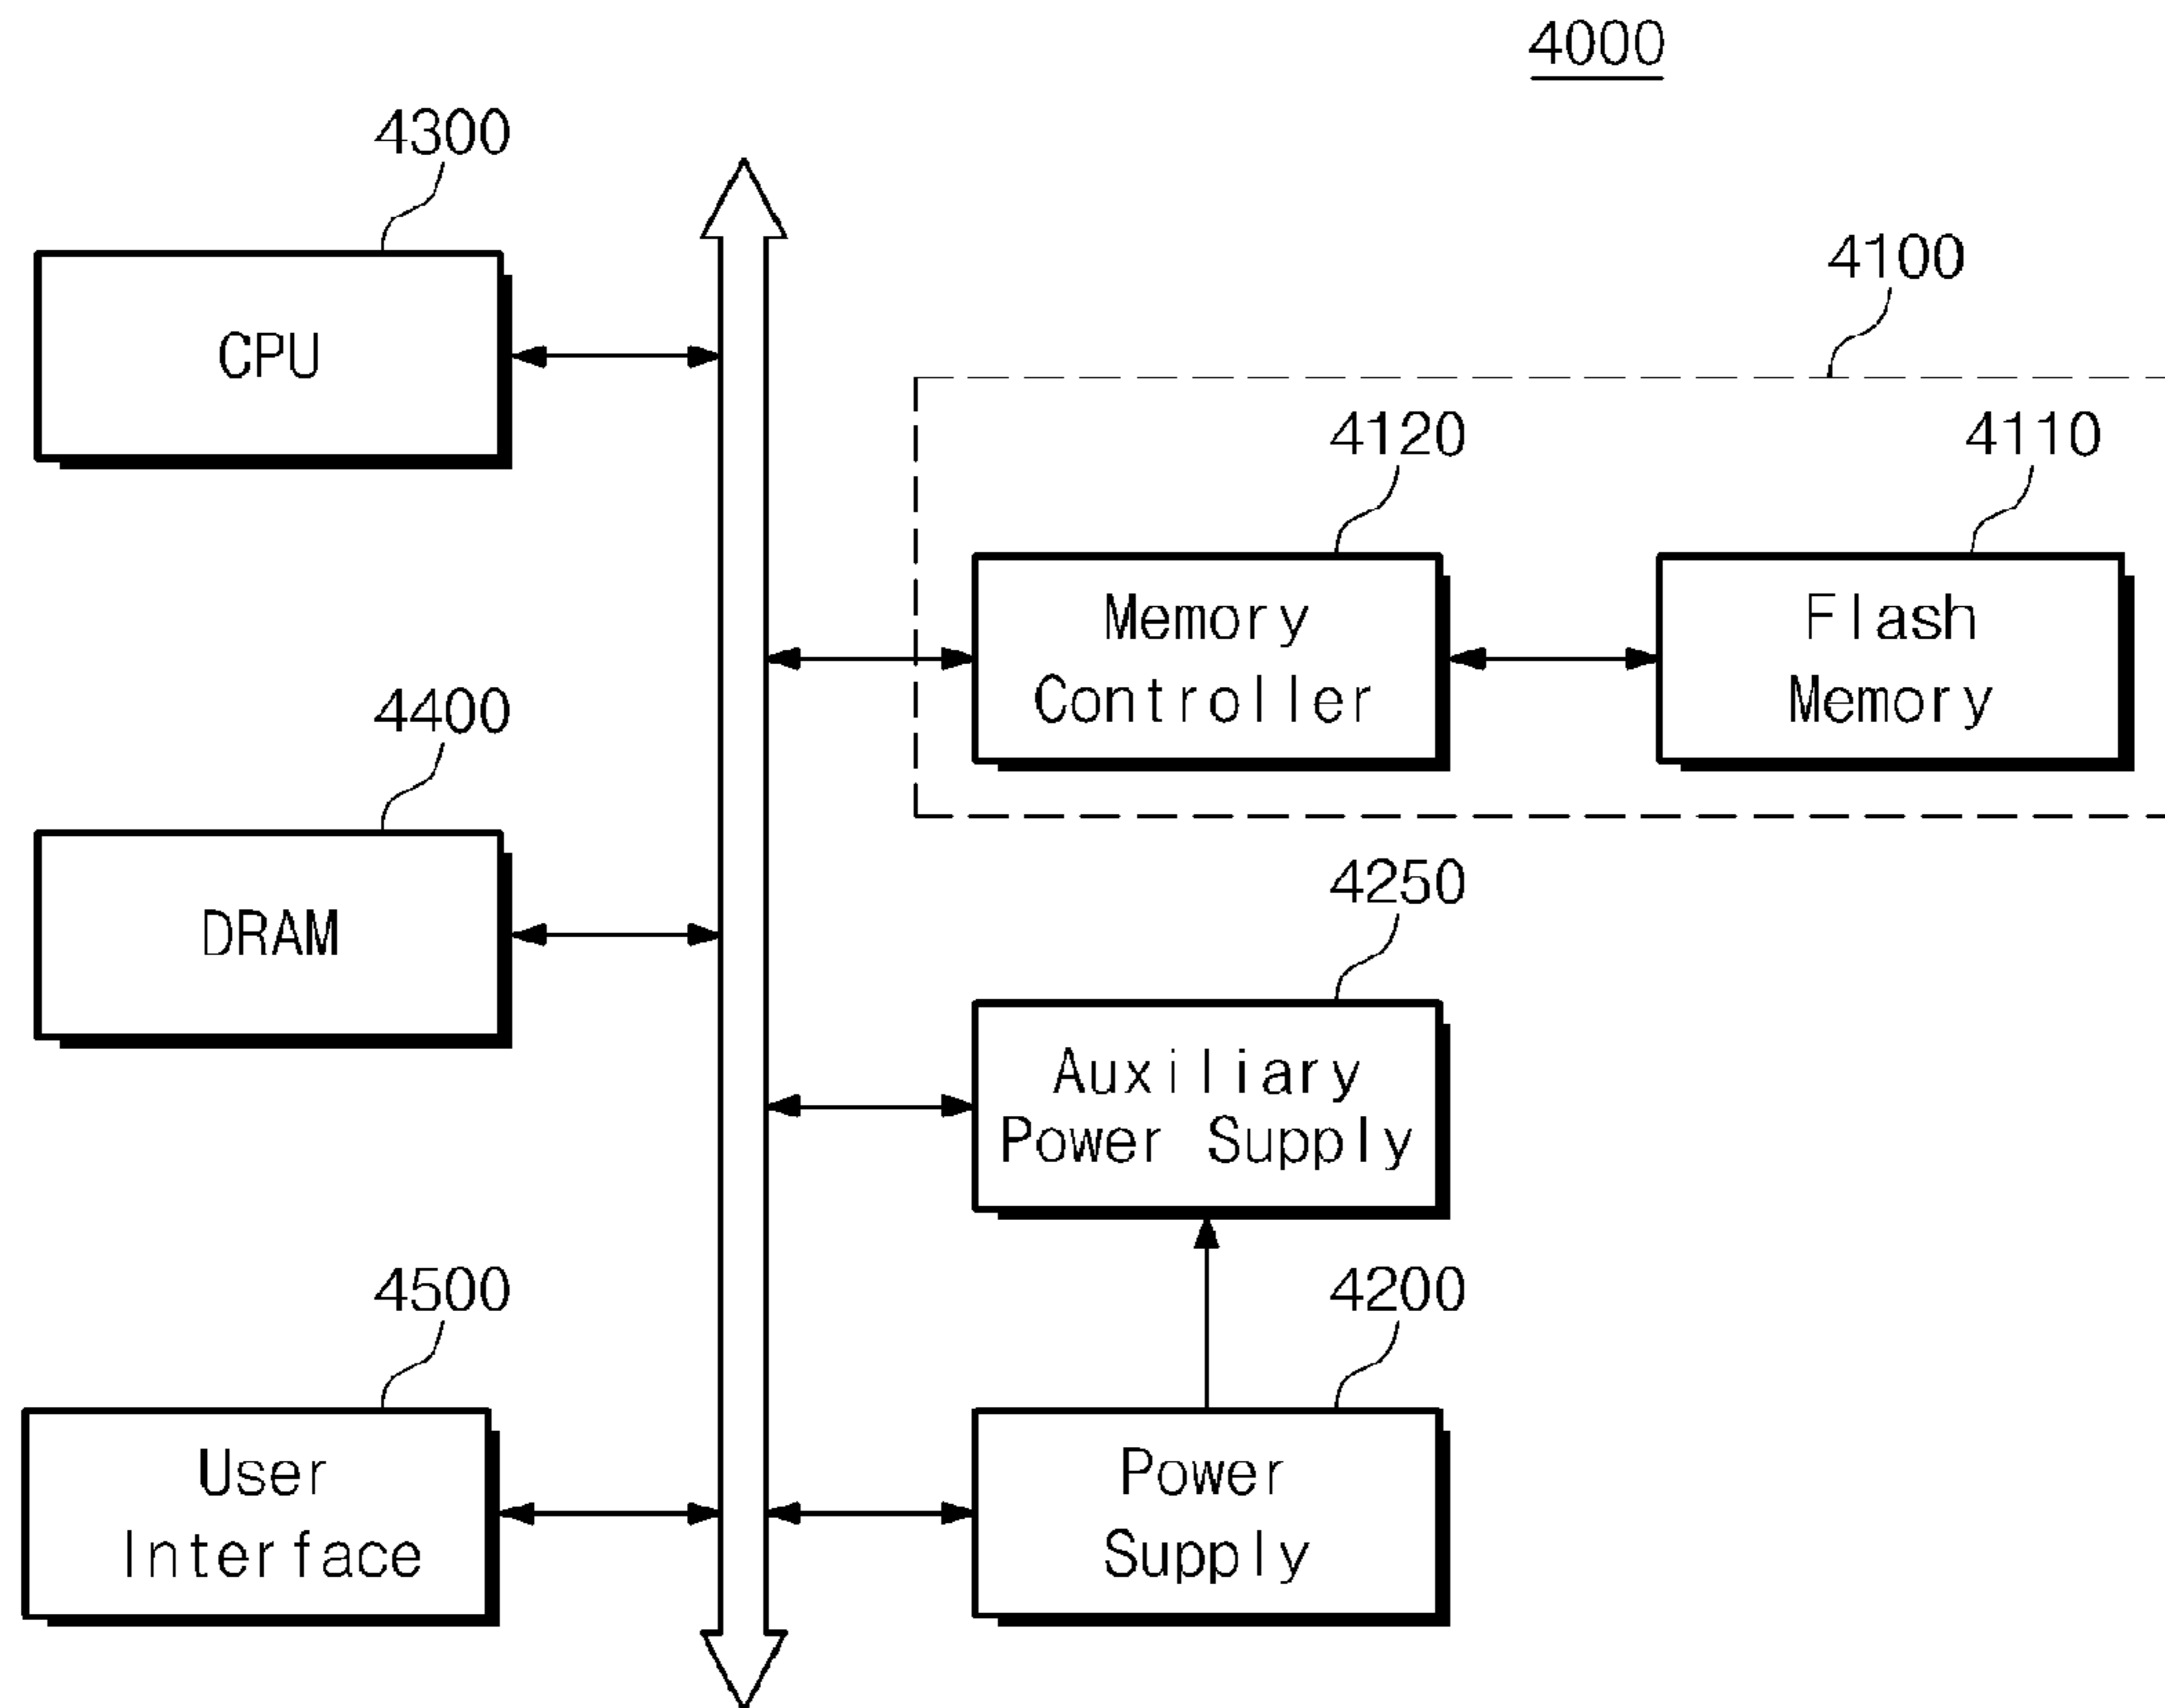 4000
4300
CPU
4100
4120
4110
Memory
Controller
Flash
Memory
4400
DRAM
4250
Auxiliary
Power Supply
4500
User
Interface
4200
Power
Supply